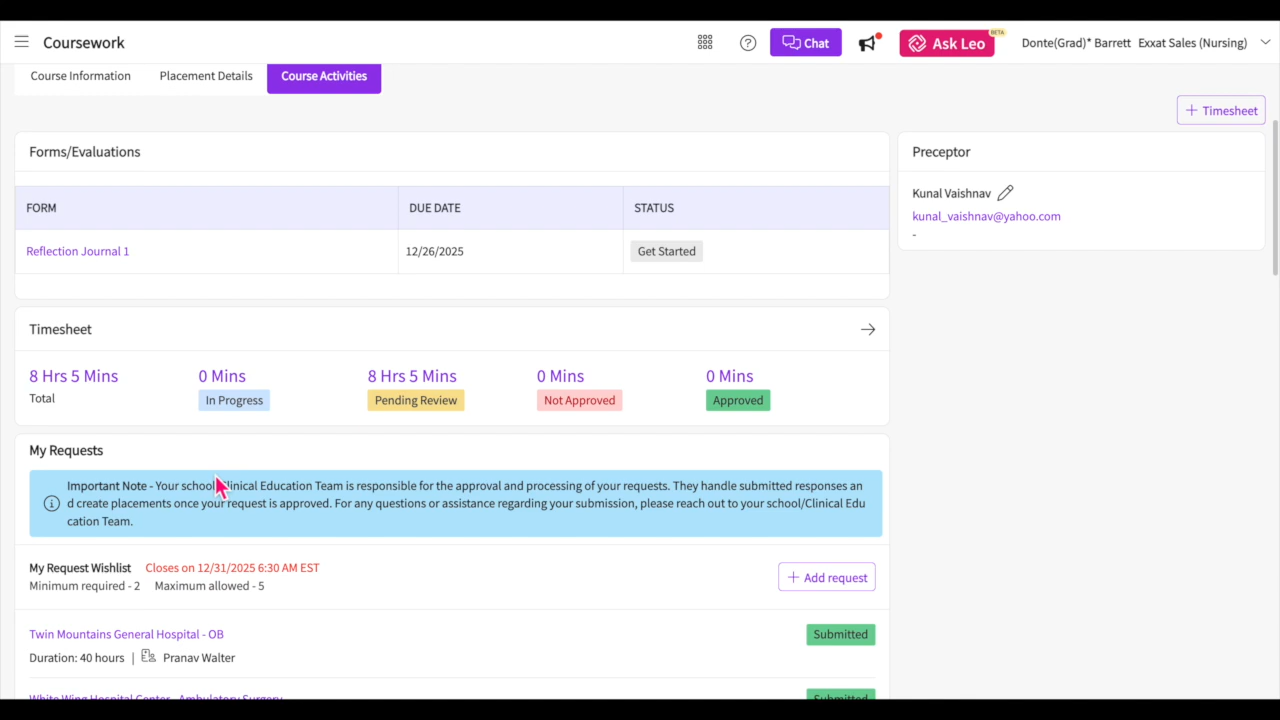 Coursework
Chat
Ask Leo
BETA
Donte(Grad)* Barrett Exxat Sales (Nursing)
Course Information
Placement Details
Course Activities
+ Timesheet
Forms/Evaluations
FORM
DUE DATE
STATUS
Reflection Journal 1
12/26/2025
Get Started
Preceptor
Kunal Vaishnav
kunal_vaishnav@yahoo.com
-
Timesheet
8 Hrs 5 Mins
0 Mins
8 Hrs 5 Mins
0 Mins
0 Mins
Total
In Progress
Pending Review
Not Approved
Approved
My Requests
Important Note - Your school/Clinical Education Team is responsible for the approval and processing of your requests. They handle submitted responses an
d create placements once your request is approved. For any questions or assistance regarding your submission, please reach out to your school/Clinical Edu
cation Team.
My Request Wishlist Closes on 12/31/2025 6:30 AM EST
Minimum required - 2 Maximum allowed - 5
+ Add request
Twin Mountains General Hospital - OB
Submitted
Duration: 40 hours | Pranav Walter
White Wing Hospital Center - Ambulatory Surgery
Submitted